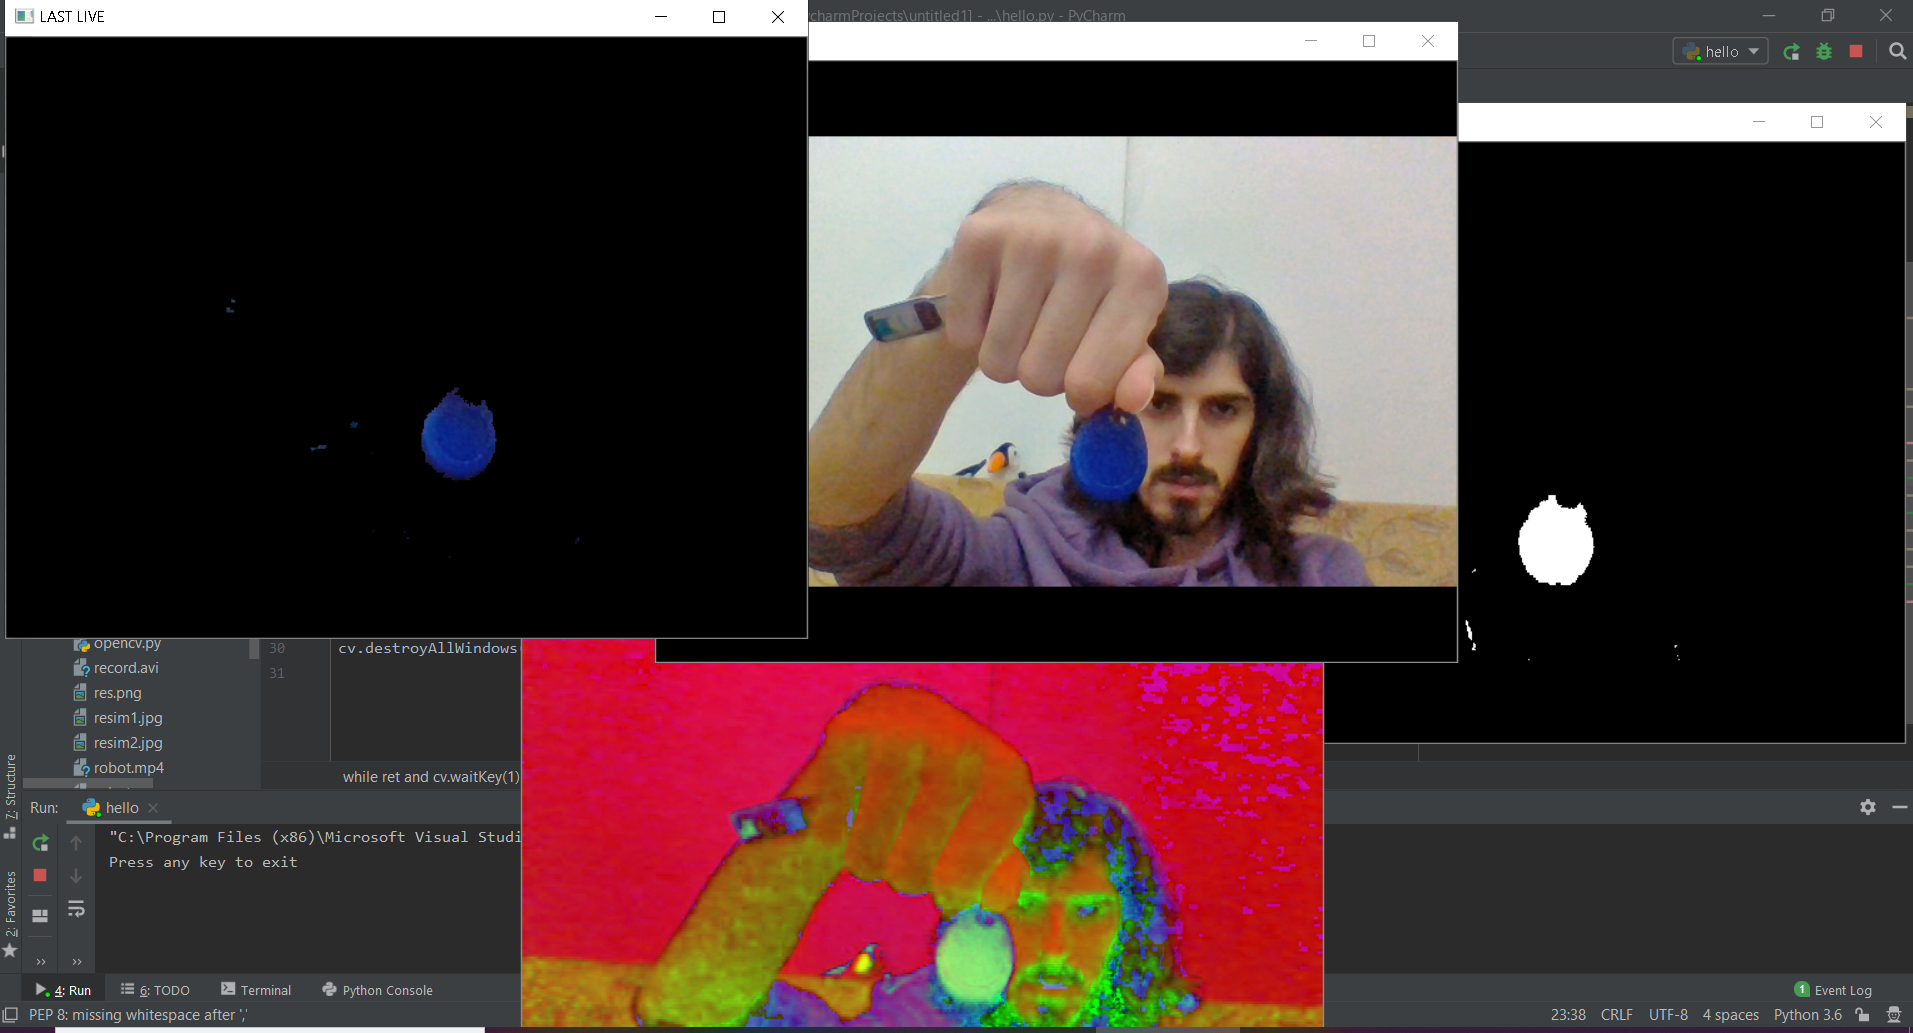 LAST LIVE
charmProjects\untitled1] - ...\hello.py - PyCharm
hello
opencv.py
record.avi
res.png
resim1.jpg
resim2.jpg
robot.mp4
30
31
cv.destroyAllWindows
while ret and cv.waitKey(1)
Z: Structure
2: Favorites
Run:
hello
"C:\Program Files (x86)\Microsoft Visual Studi
Press any key to exit
4: Run
6: TODO
Terminal
Python Console
1 Event Log
PEP 8: missing whitespace after ','
23:38
CRLF
UTF-8
4 spaces
Python 3.6